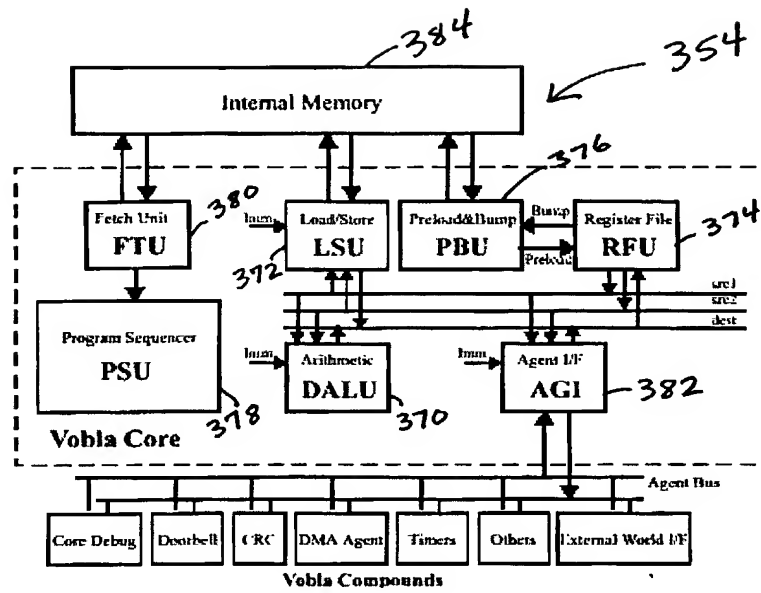 384
354
Internal Memory
376
Fetch Unit
FTU
380
Imm
Load/Store
LSU
372
Preload&Bump
PBU
Bump
Preload
Register File
RFU
374
src1
src2
dest
Program Sequencer
PSU
378
Imm
Arithmetic
DALU
370
Imm
Agent I/F
AGI
382
Vobla Core
Agent Bus
Core Debug
Doorbell
CRC
DMA Agent
Timers
Others
External World I/F
Vobla Compounds